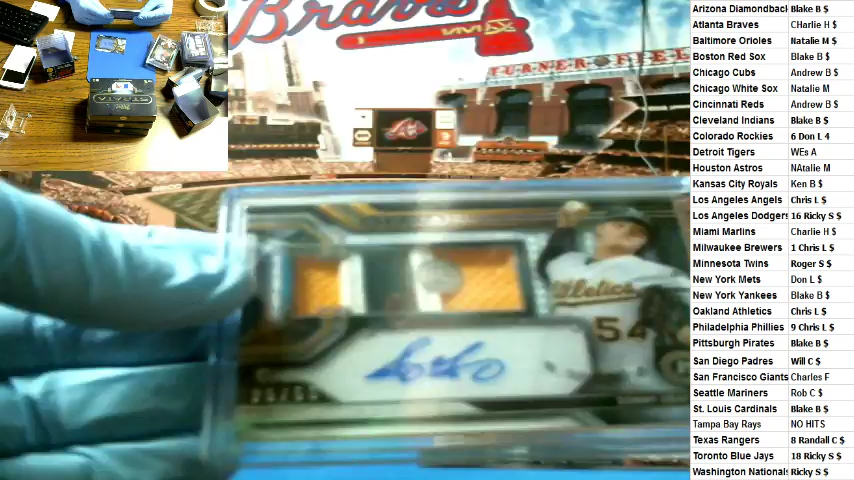 Braves
TURNER FIEL
STRATA
Athletics
54
Arizona Diamondback Blake B $
Atlanta Braves Charlie H $
Baltimore Orioles Natalie M $
Boston Red Sox Blake B $
Chicago Cubs Andrew B $
Chicago White Sox Natalie M
Cincinnati Reds Andrew B $
Cleveland Indians Blake B $
Colorado Rockies 6 Don L 4
Detroit Tigers WEs A
Houston Astros NAtalie M
Kansas City Royals Ken B $
Los Angeles Angels Chris L $
Los Angeles Dodgers 16 Ricky S $
Miami Marlins Charlie H $
Milwaukee Brewers 1 Chris L $
Minnesota Twins Roger S $
New York Mets Don L $
New York Yankees Blake B $
Oakland Athletics Chris L $
Philadelphia Phillies 9 Chris L $
Pittsburgh Pirates Blake B $
San Diego Padres Will C $
San Francisco Giants Charles F
Seattle Mariners Rob C $
St. Louis Cardinals Blake B $
Tampa Bay Rays NO HITS
Texas Rangers 8 Randall C $
Toronto Blue Jays 18 Ricky S $
Washington Nationals Ricky S $